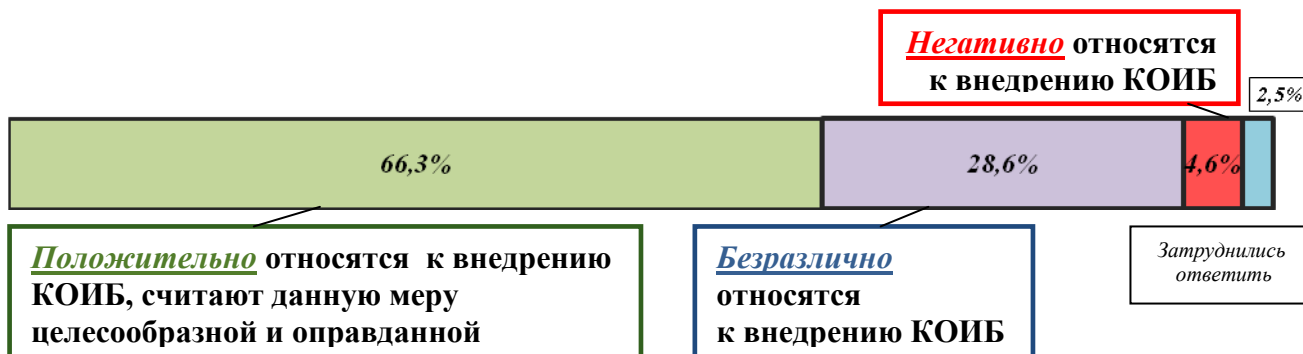 Негативно относятся
к внедрению КОИБ
2,5%
66,3%
28,6%
4,6%
Положительно относятся к внедрению
КОИБ, считают данную меру
целесообразной и оправданной
Безразлично
относятся
к внедрению КОИБ
Затруднились
ответить